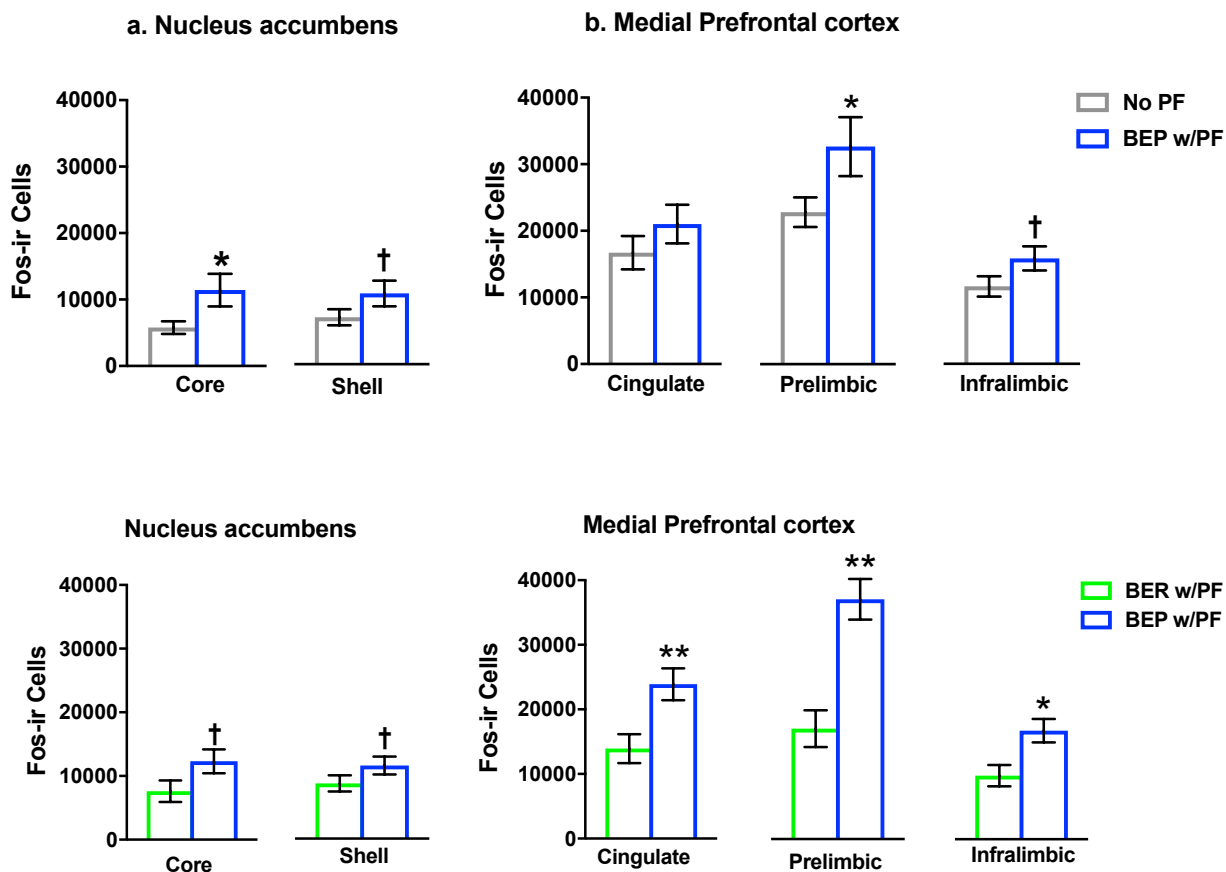 a. Nucleus accumbens
b. Medial Prefrontal cortex
No PF
BEP w/PF
Fos-ir Cells
40000
30000
20000
10000
0
*
†
Core
Shell
Fos-ir Cells
40000
30000
20000
10000
0
*
†
Cingulate
Prelimbic
Infralimbic
Nucleus accumbens
Medial Prefrontal cortex
BER w/PF
BEP w/PF
Fos-ir Cells
40000
30000
20000
10000
0
†
†
Core
Shell
Fos-ir Cells
40000
30000
20000
10000
0
**
**
*
Cingulate
Prelimbic
Infralimbic